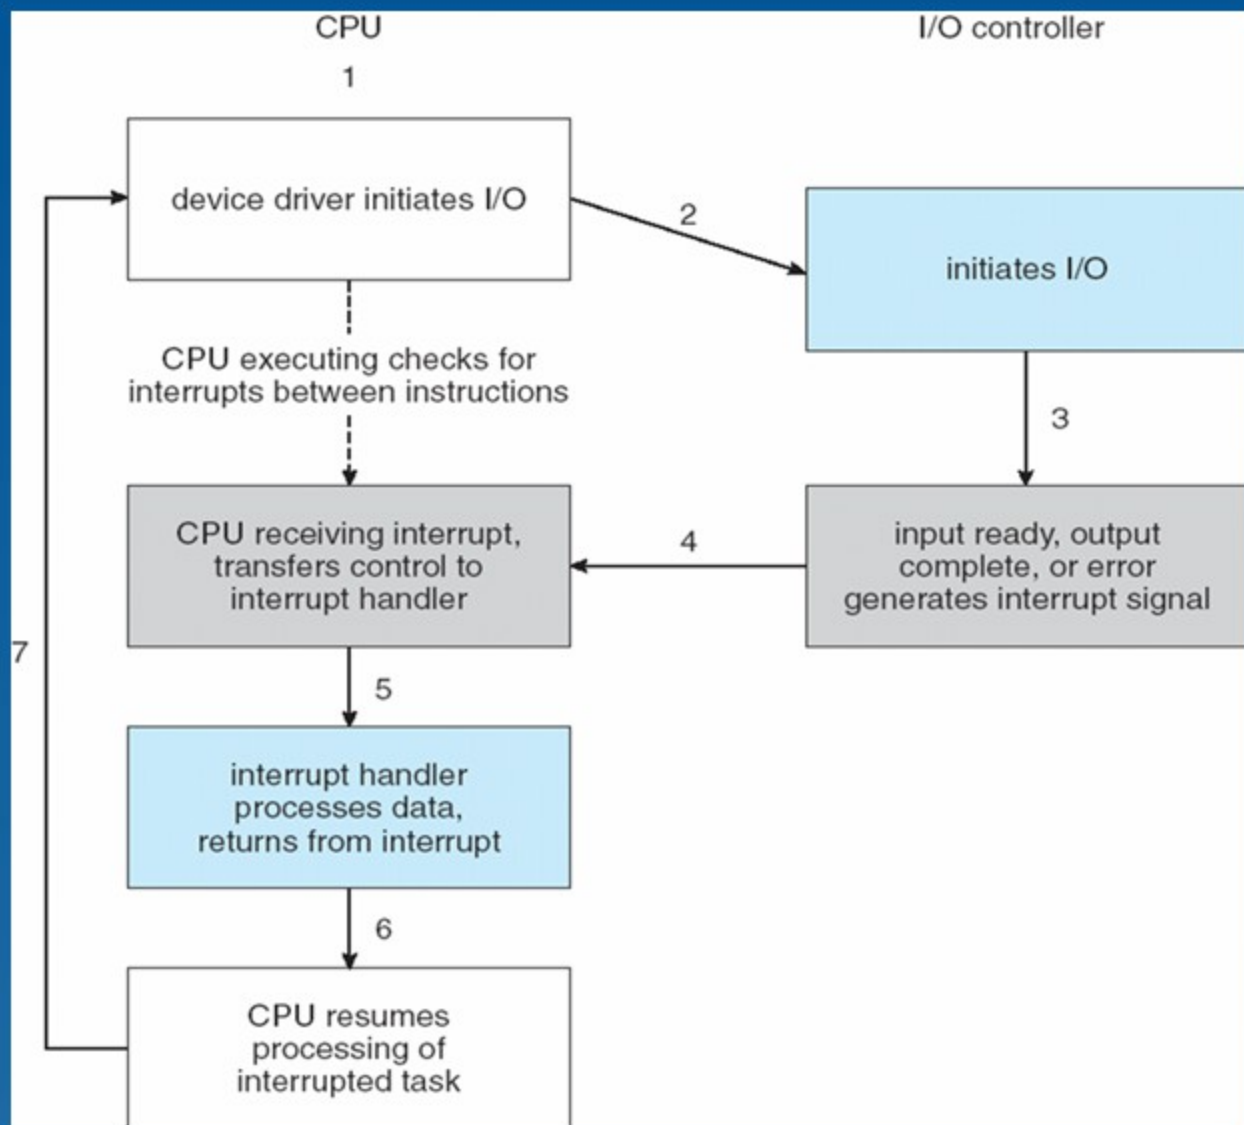 CPU
I/O controller
1
device driver initiates I/O
2
initiates I/O
CPU executing checks for
interrupts between instructions
3
CPU receiving interrupt,
transfers control to
interrupt handler
4
input ready, output
complete, or error
generates interrupt signal
7
5
interrupt handler
processes data,
returns from interrupt
6
CPU resumes
processing of
interrupted task